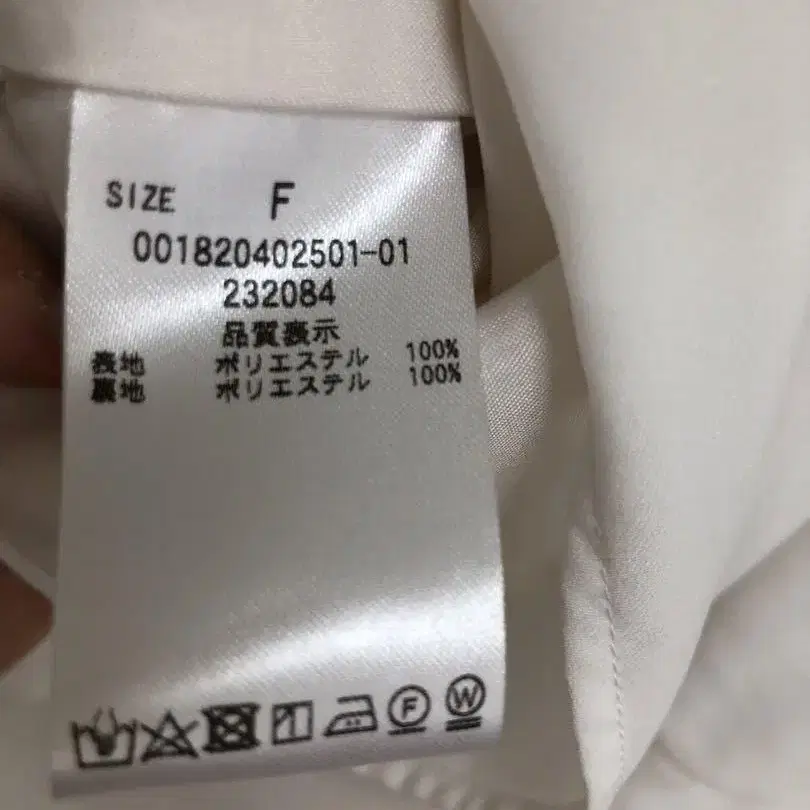 SIZE F
001820402501-01
232084
品質表示
表地 ポリエステル 100%
裏地 ポリエステル 100%
F W